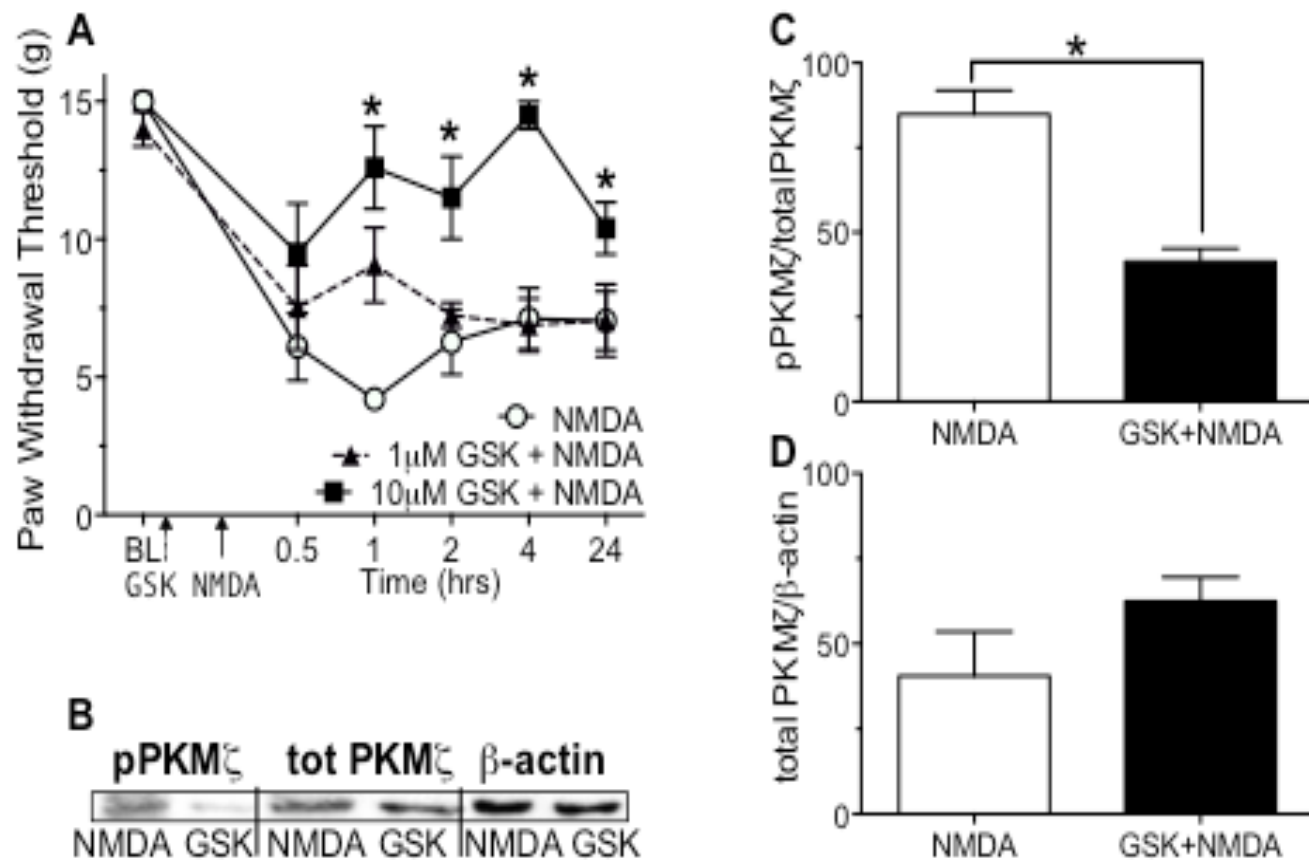 A
Paw Withdrawal Threshold (g)
15
10
5
0
*
*
*
*
NMDA
1μM GSK + NMDA
10μM GSK + NMDA
BL 0.5 1 2 4 24
GSK NMDA Time (hrs)
B
pPKMζ tot PKMζ β-actin
NMDA GSK NMDA GSK NMDA GSK
C
pPKMζ/totalPKMζ
100
50
0
*
NMDA GSK+NMDA
D
total PKMζ/β-actin
100
50
0
NMDA GSK+NMDA